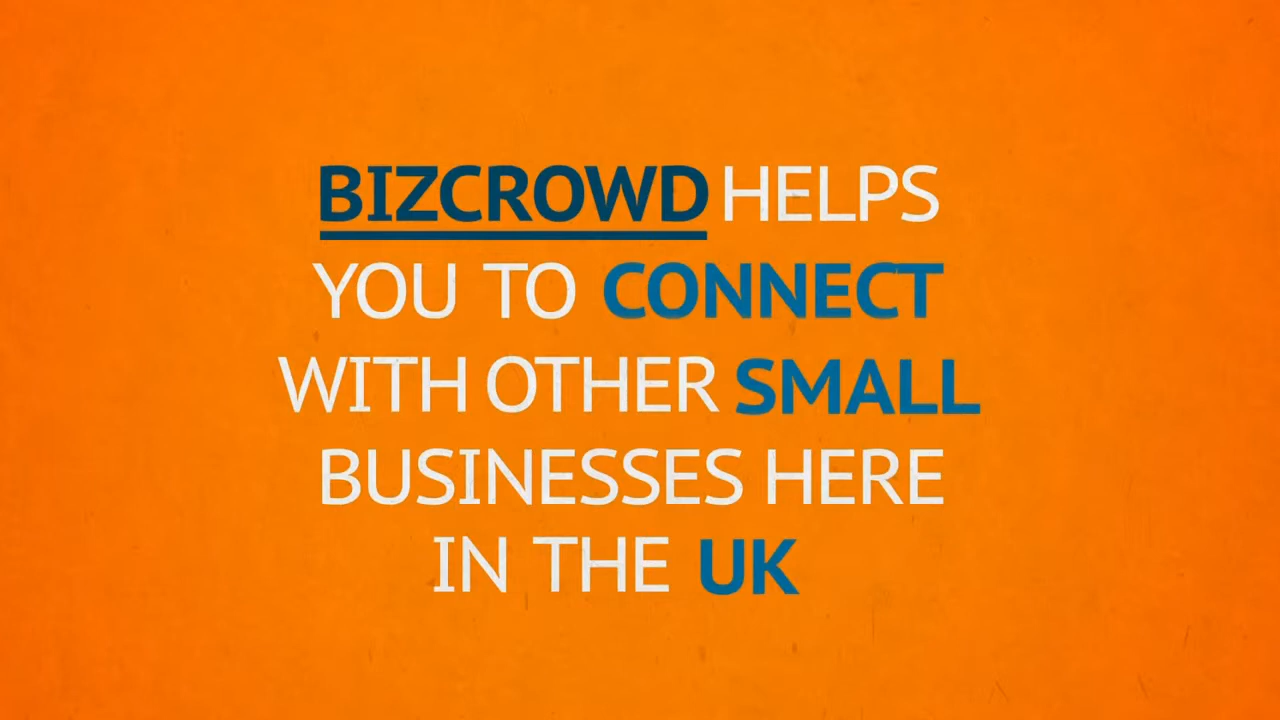 BIZCROWD HELPS
YOU TO CONNECT
WITH OTHER SMALL
BUSINESSES HERE
IN THE UK